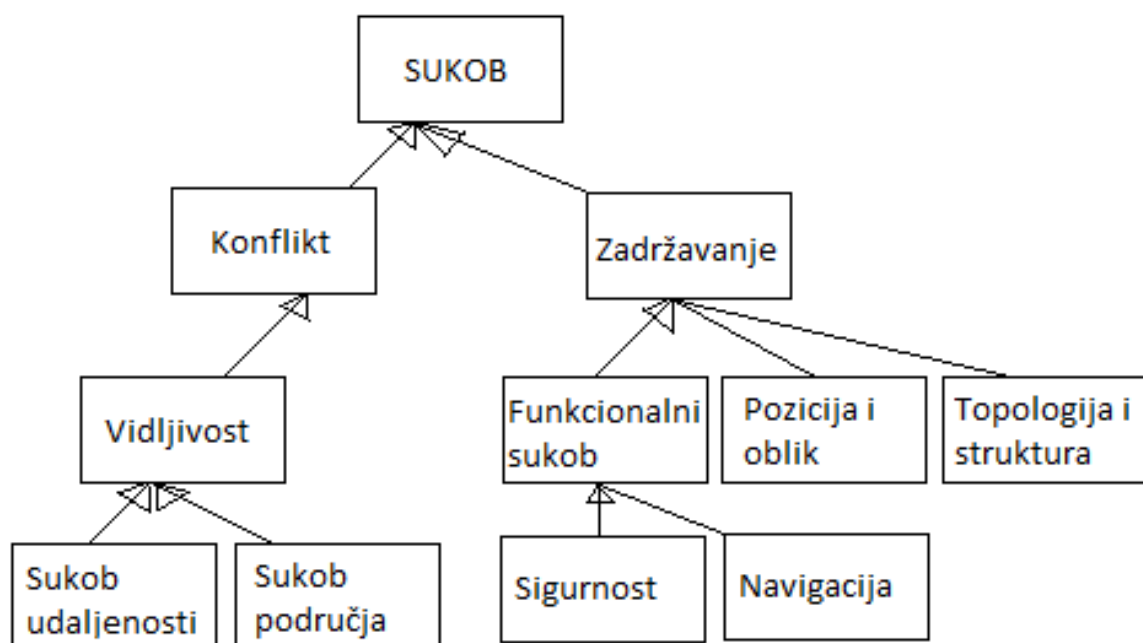 SUKOB
Konflikt
Zadržavanje
Vidljivost
Funkcionalni
sukob
Pozicija i
oblik
Topologija i
struktura
Sukob
udaljenosti
Sukob
područja
Sigurnost
Navigacija